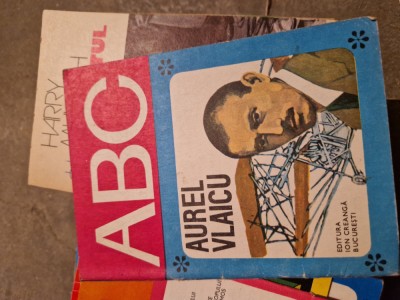 HARRY
ABC
AUREL
VLAICU
EDITURA
ION CREANGĂ
BUCUREȘTI